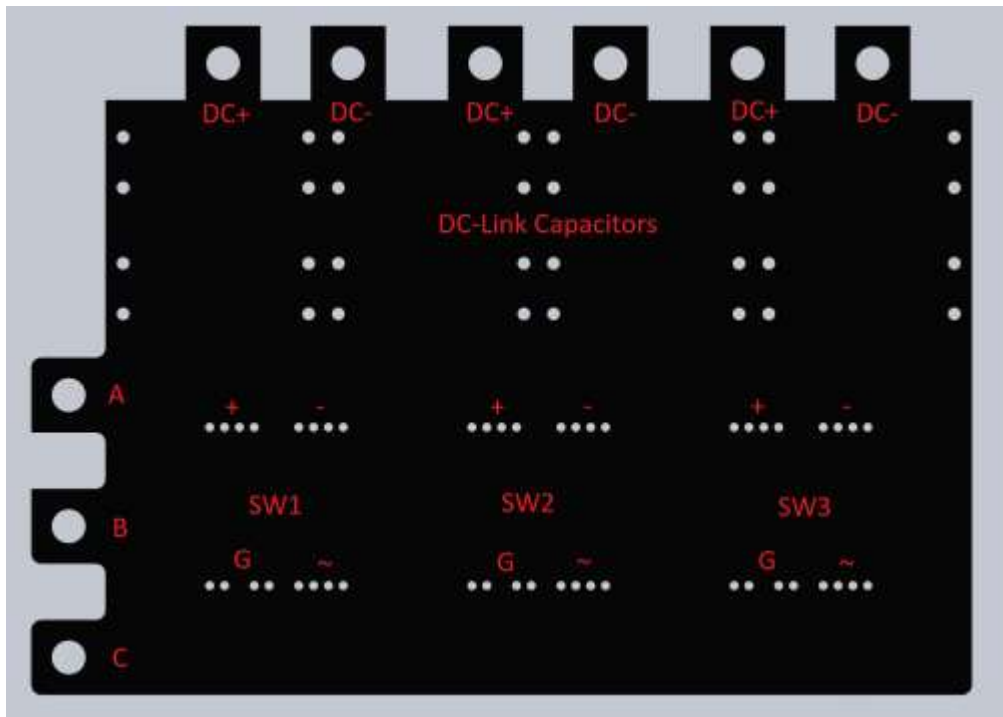 DC+ DC- DC+ DC- DC+ DC-
DC-Link Capacitors
A
+ - + - + -
SW1 SW2 SW3
B
G ~ G ~ G ~
C